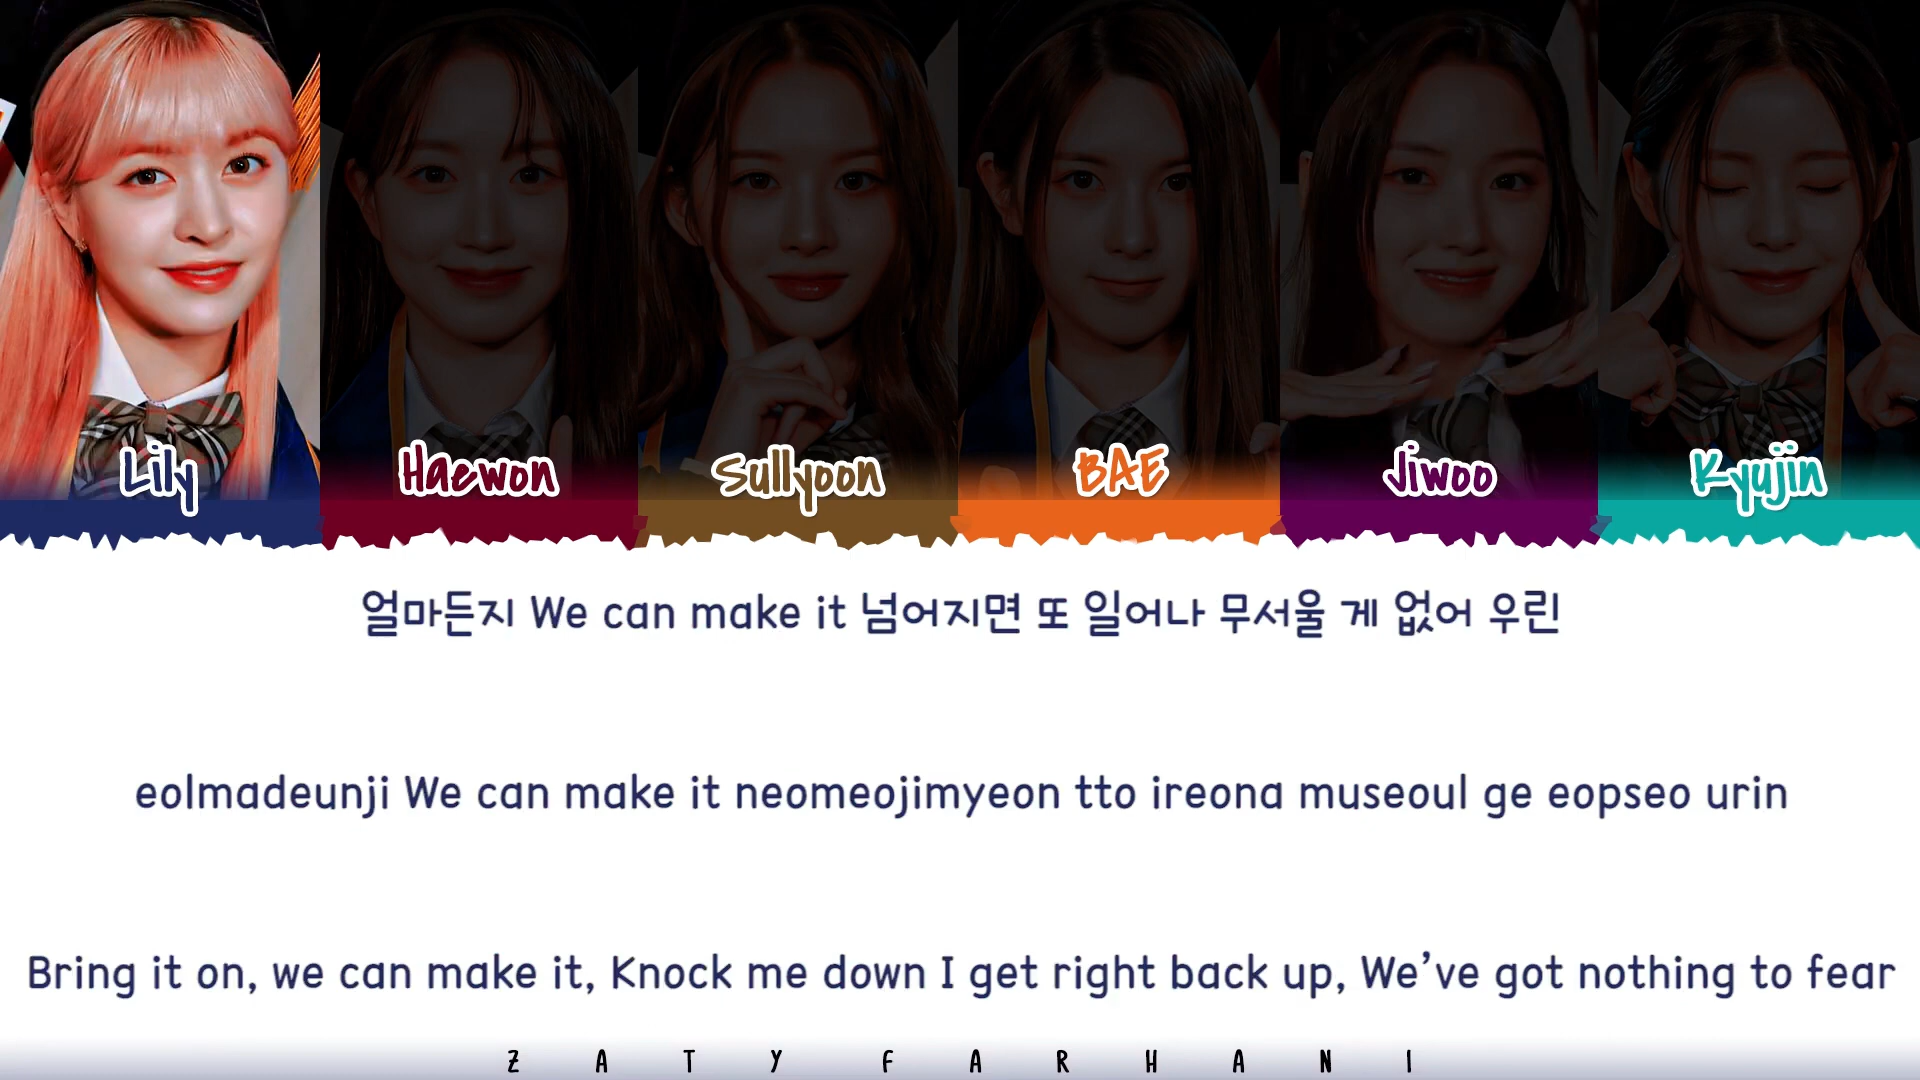 Lily Haewon Sullyoon BAE Jiwoo Kyujin
얼마든지 We can make it 넘어지면 또 일어나 무서울 게 없어 우린
eolmadeunji We can make it neomeojimyeon tto ireona museoul ge eopseo urin
Bring it on, we can make it, Knock me down I get right back up, We’ve got nothing to fear
ZATY FARHANI